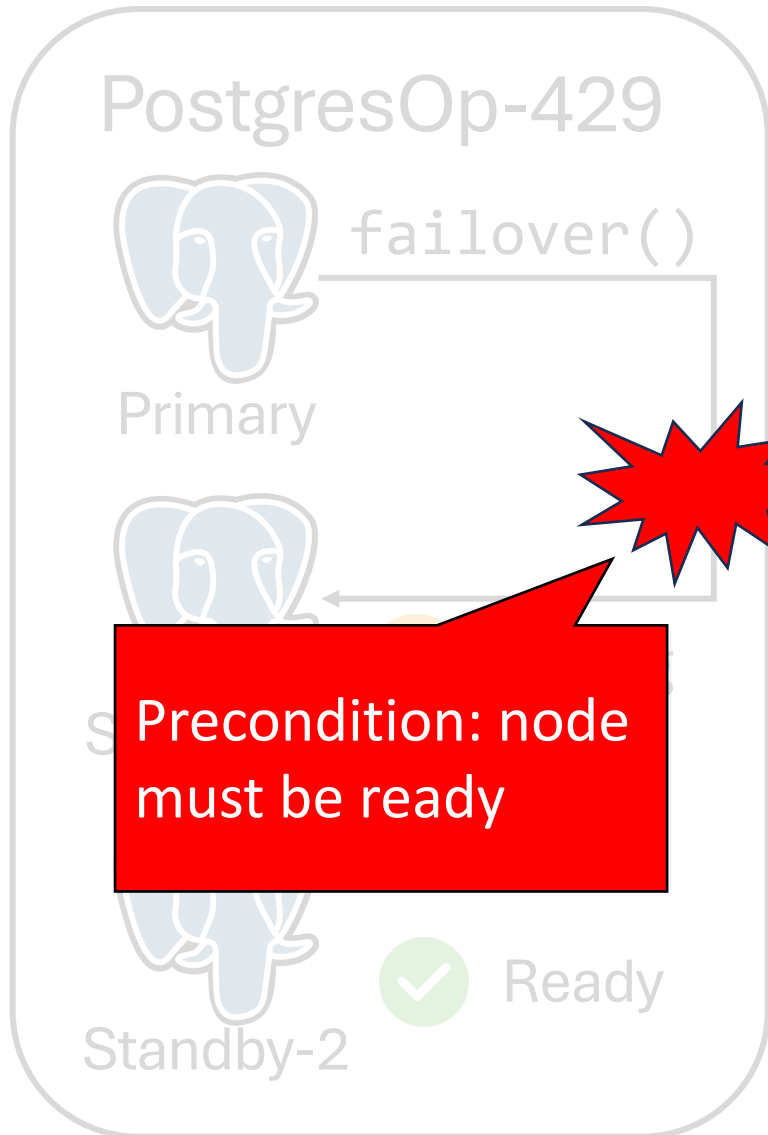 PostgresOp-429
failover()
Primary
Precondition: node
must be ready
Ready
Standby-2